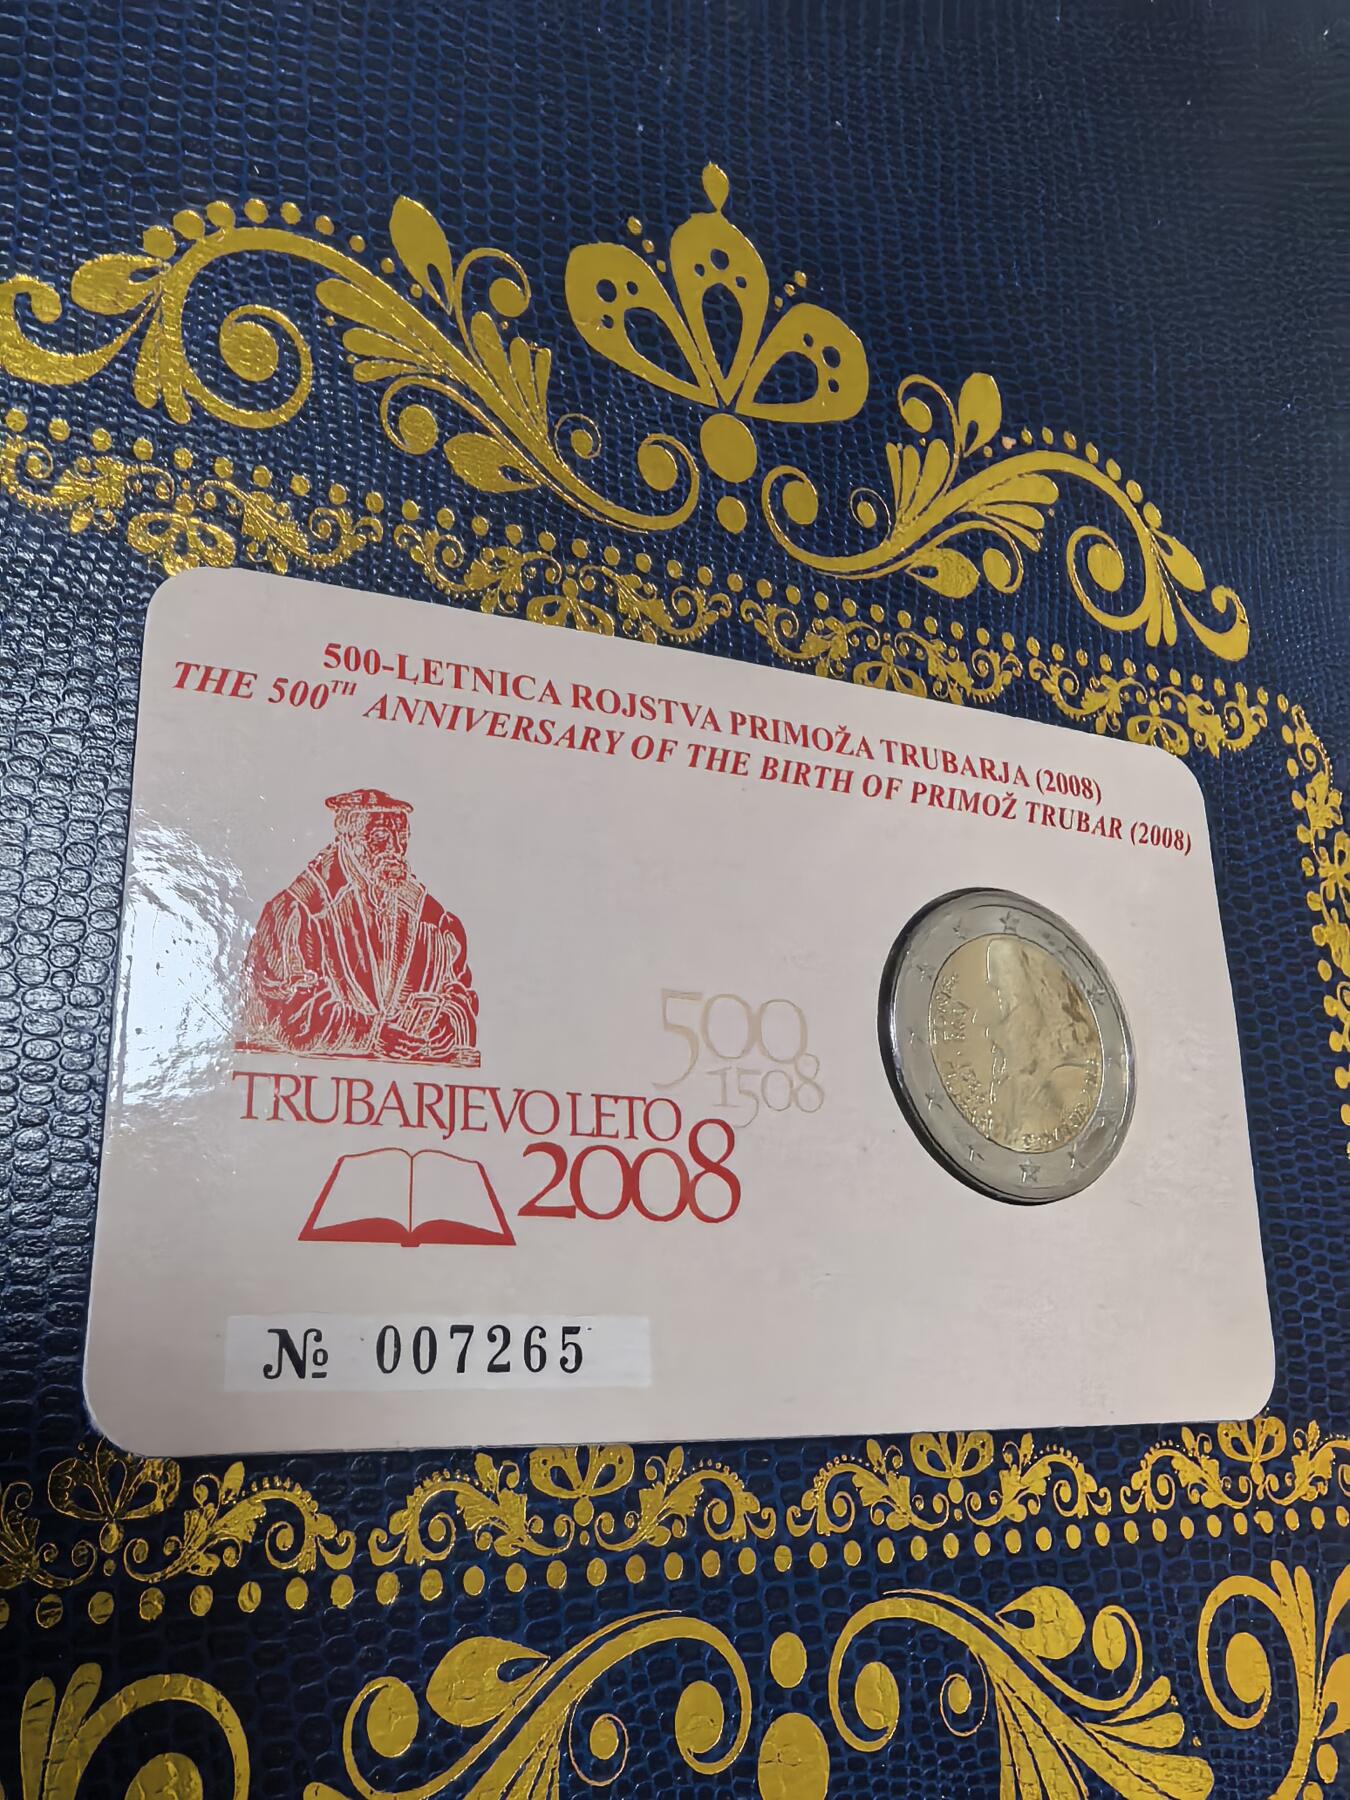 500-LETNICA ROJSTVA PRIMOŽA TRUBARJA (2008)
THE 500TH ANNIVERSARY OF THE BIRTH OF PRIMOŽ TRUBAR (2008)
500
1508
TRUBARJEVO LETO
2008
№ 007265